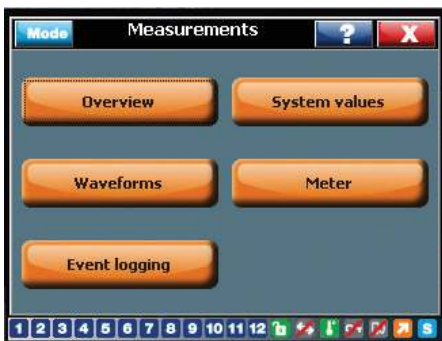 Mode Measurements ? X
Overview System values
Waveforms Meter
Event logging
1 2 3 4 5 6 7 8 9 10 11 12 S